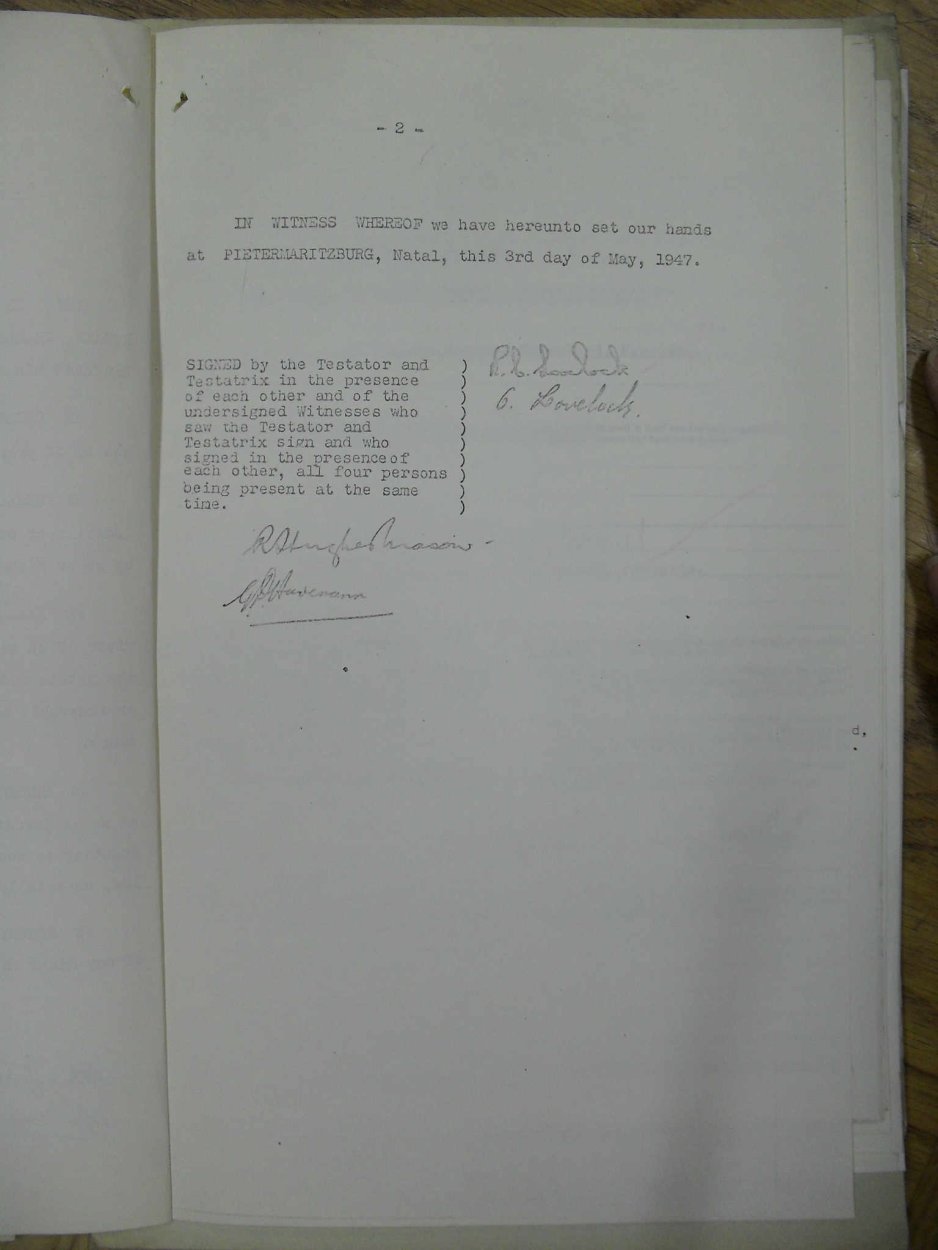 - 2 -
IN WITNESS WHEREOF we have hereunto set our hands
at PIETERMARITZBURG, Natal, this 3rd day of May, 1947.
SIGNED by the Testator and )
Testatrix in the presence )
of each other and of the )
undersigned Witnesses who )
saw the Testator and )
Testatrix sign and who )
signed in the presence of )
each other, all four persons )
being present at the same )
time. )
Lovelock
Lovelock.
R Hughes Mason
d,